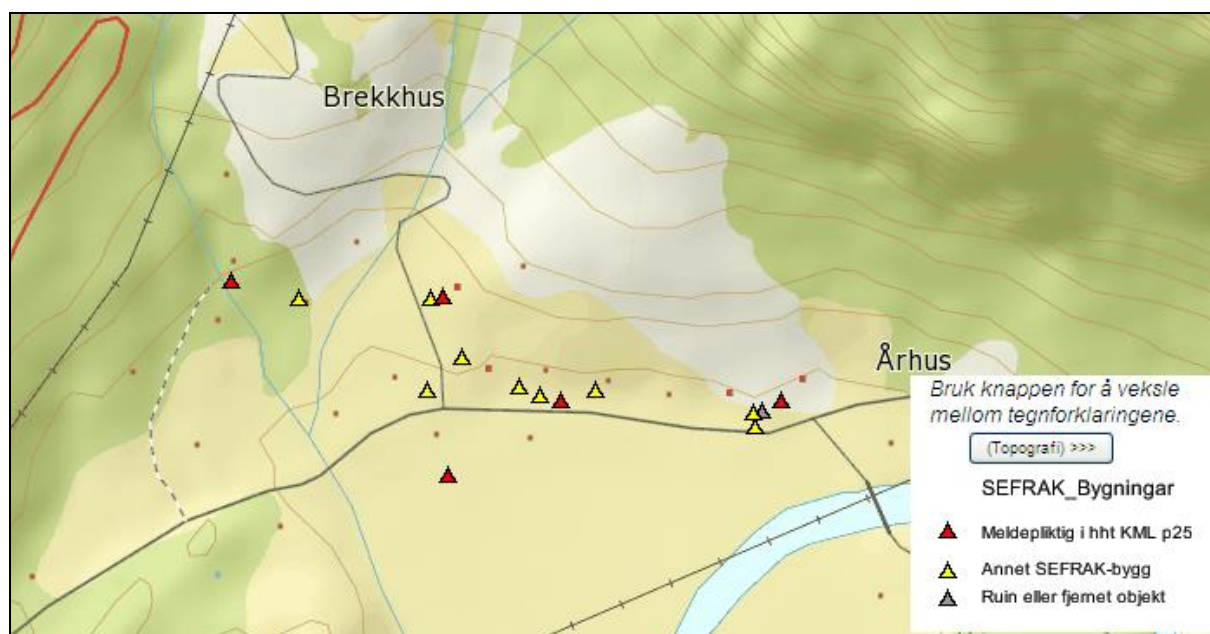 Brekkhus
Århus
Bruk knappen for å veksle
mellom tegnforklaringene.
(Topografi) >>>
SEFRAK_Bygningar
Meldepliktig i hht KML p25
Annet SEFRAK-bygg
Ruin eller fjernet objekt